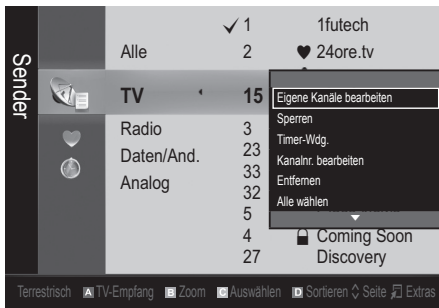 Sender
✓ 1 1futech
Alle 2 ♥ 24ore.tv
TV 15
Radio 3
Daten/And. 23
Analog 33
32
5
4 Coming Soon
27 Discovery
Eigene Kanäle bearbeiten
Sperren
Timer-Wdg.
Kanalnr. bearbeiten
Entfernen
Alle wählen
Terrestrisch A TV-Empfang B Zoom C Auswählen D Sortieren Seite Extras